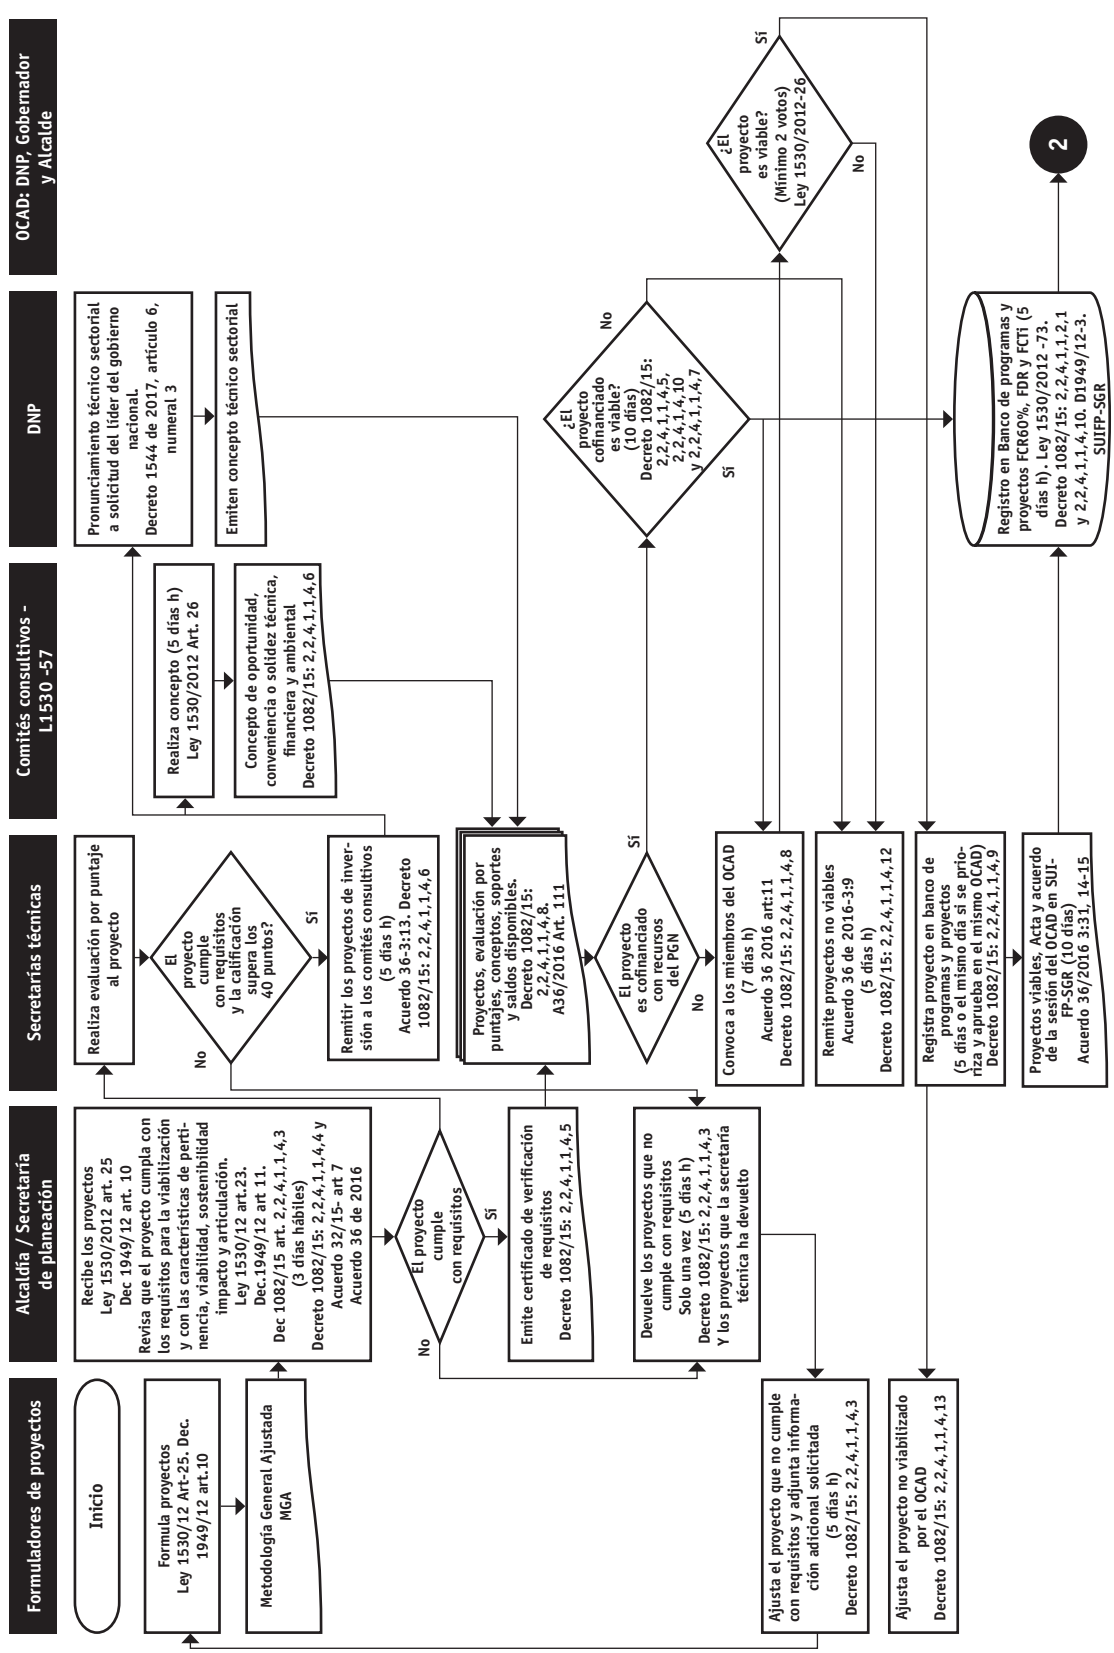 Formuladores de proyectos
Alcaldía / Secretaría
de planeación
Secretarías técnicas
Comités consultivos -
L1530 -57
DNP
OCAD: DNP, Gobernador
y Alcalde
Inicio
Formula proyectos
Ley 1530/12 Art-25. Dec.
1949/12 art.10
Metodología General Ajustada
MGA
Ajusta el proyecto que no cumple
con requisitos y adjunta informa-
ción adicional solicitada
(5 días h)
Decreto 1082/15: 2,2,4,1,1,4,3
Ajusta el proyecto no viabilizado
por el OCAD
Decreto 1082/15: 2,2,4,1,1,4,13
Recibe los proyectos
Ley 1530/2012 art. 25
Dec 1949/12 art. 10
Revisa que el proyecto cumpla con
Los requisitos para la viabilización
y con las características de perti-
nencia, viabilidad, sostenibilidad
impacto y articulación.
Ley 1530/12 art.23.
Dec.1949/12 art 11.
Dec 1082/15 art. 2,2,4,1,1,4,3
(3 días hábiles)
Decreto 1082/15: 2,2,4,1,1,4,4 y
Acuerdo 32/15- art 7
Acuerdo 36 de 2016
El proyecto
cumple
con requisitos
No
Sí
Emite certificado de verificación
de requisitos
Decreto 1082/15: 2,2,4,1,1,4,5
Devuelve los proyectos que no
cumple con requisitos
Solo una vez (5 días h)
Decreto 1082/15: 2,2,4,1,1,4,3
Y los proyectos que la secretaría
técnica ha devuelto
Realiza evaluación por puntaje
al proyecto
El
proyecto
cumple
con requisitos
y la calificación
supera los
40 puntos?
No
Sí
Remitir los proyectos de inver-
sión a los comités consultivos
(5 días h)
Acuerdo 36-3:13. Decreto
1082/15: 2,2,4,1,1,4,6
Proyectos, evaluación por
puntajes, conceptos, soportes
y saldos disponibles.
Decreto 1082/15:
2,2,4,1,1,4,8.
A36/2016 Art. 111
El
proyecto
es cofinanciado
con recursos
del PGN
No
Sí
Convoca a los miembros del OCAD
(7 días h)
Acuerdo 36 2016 art:11
Decreto 1082/15: 2,2,4,1,1,4,8
Remite proyectos no viables
Acuerdo 36 de 2016-3:9
(5 días h)
Decreto 1082/15: 2,2,4,1,1,4,12
Registra proyecto en banco de
programas y proyectos
(5 días o el mismo día si se prio-
riza y aprueba en el mismo OCAD)
Decreto 1082/15: 2,2,4,1,1,4,9
Proyectos viables, Acta y acuerdo
de la sesión del OCAD en SUI-
FP-SGR (10 días)
Acuerdo 36/2016 3:31, 14-15
Realiza concepto (5 días h)
Ley 1530/2012 Art. 26
Concepto de oportunidad,
conveniencia o solidez técnica,
financiera y ambiental
Decreto 1082/15: 2,2,4,1,1,4,6
Pronunciamiento técnico sectorial
a solicitud del líder del gobierno
nacional.
Decreto 1544 de 2017, artículo 6,
numeral 3
Emiten concepto técnico sectorial
¿El
proyecto
cofinanciado
es viable?
(10 días)
Decreto 1082/15:
2,2,4,1,1,4,5,
2,2,4,1,4,10
y 2,2,4,1,1,4,7
No
Sí
Registro en Banco de programas y
proyectos FCR60%, FDR y FCTi (5
días h). Ley 1530/2012 -73.
Decreto 1082/15: 2,2,4,1,1,2,1
y 2,2,4,1,1,4,10. D1949/12-3.
SUIFP-SGR
¿El
proyecto
es viable?
(Mínimo 2 votos)
Ley 1530/2012-26
Sí
No
2